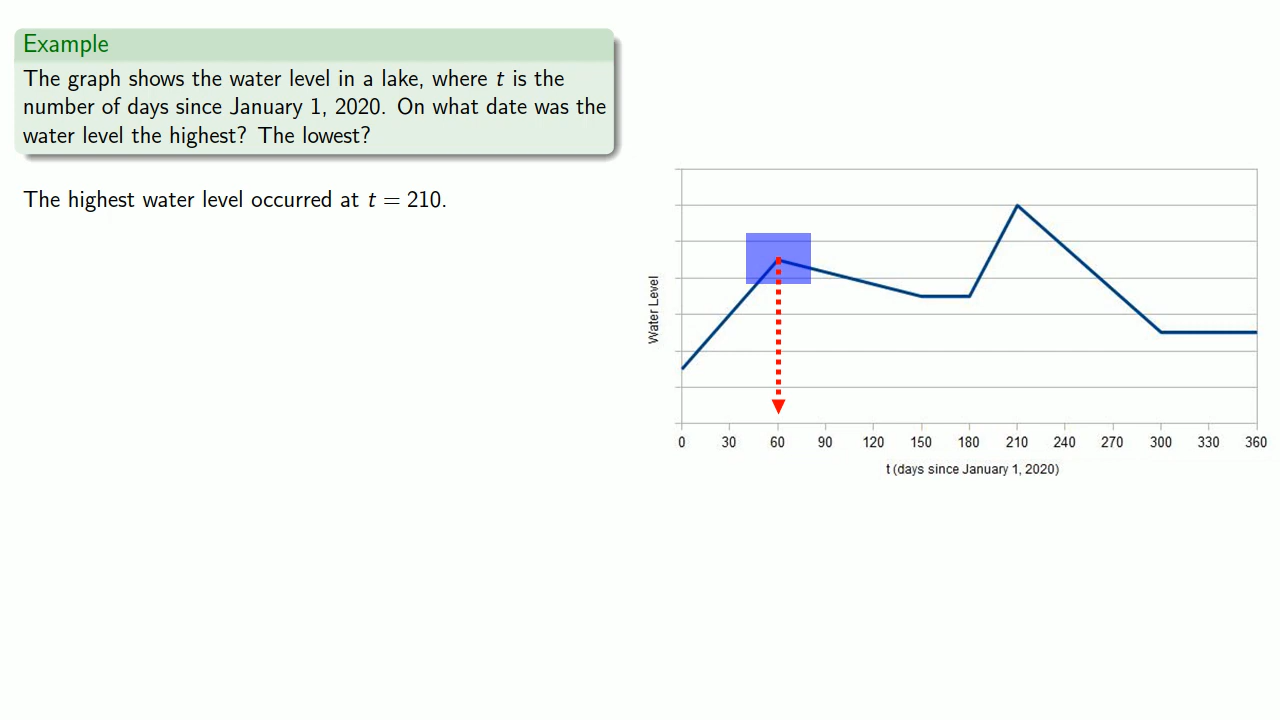 Example
The graph shows the water level in a lake, where t is the
number of days since January 1, 2020. On what date was the
water level the highest? The lowest?
The highest water level occurred at t = 210.
Water Level
0 30 60 90 120 150 180 210 240 270 300 330 360
t (days since January 1, 2020)